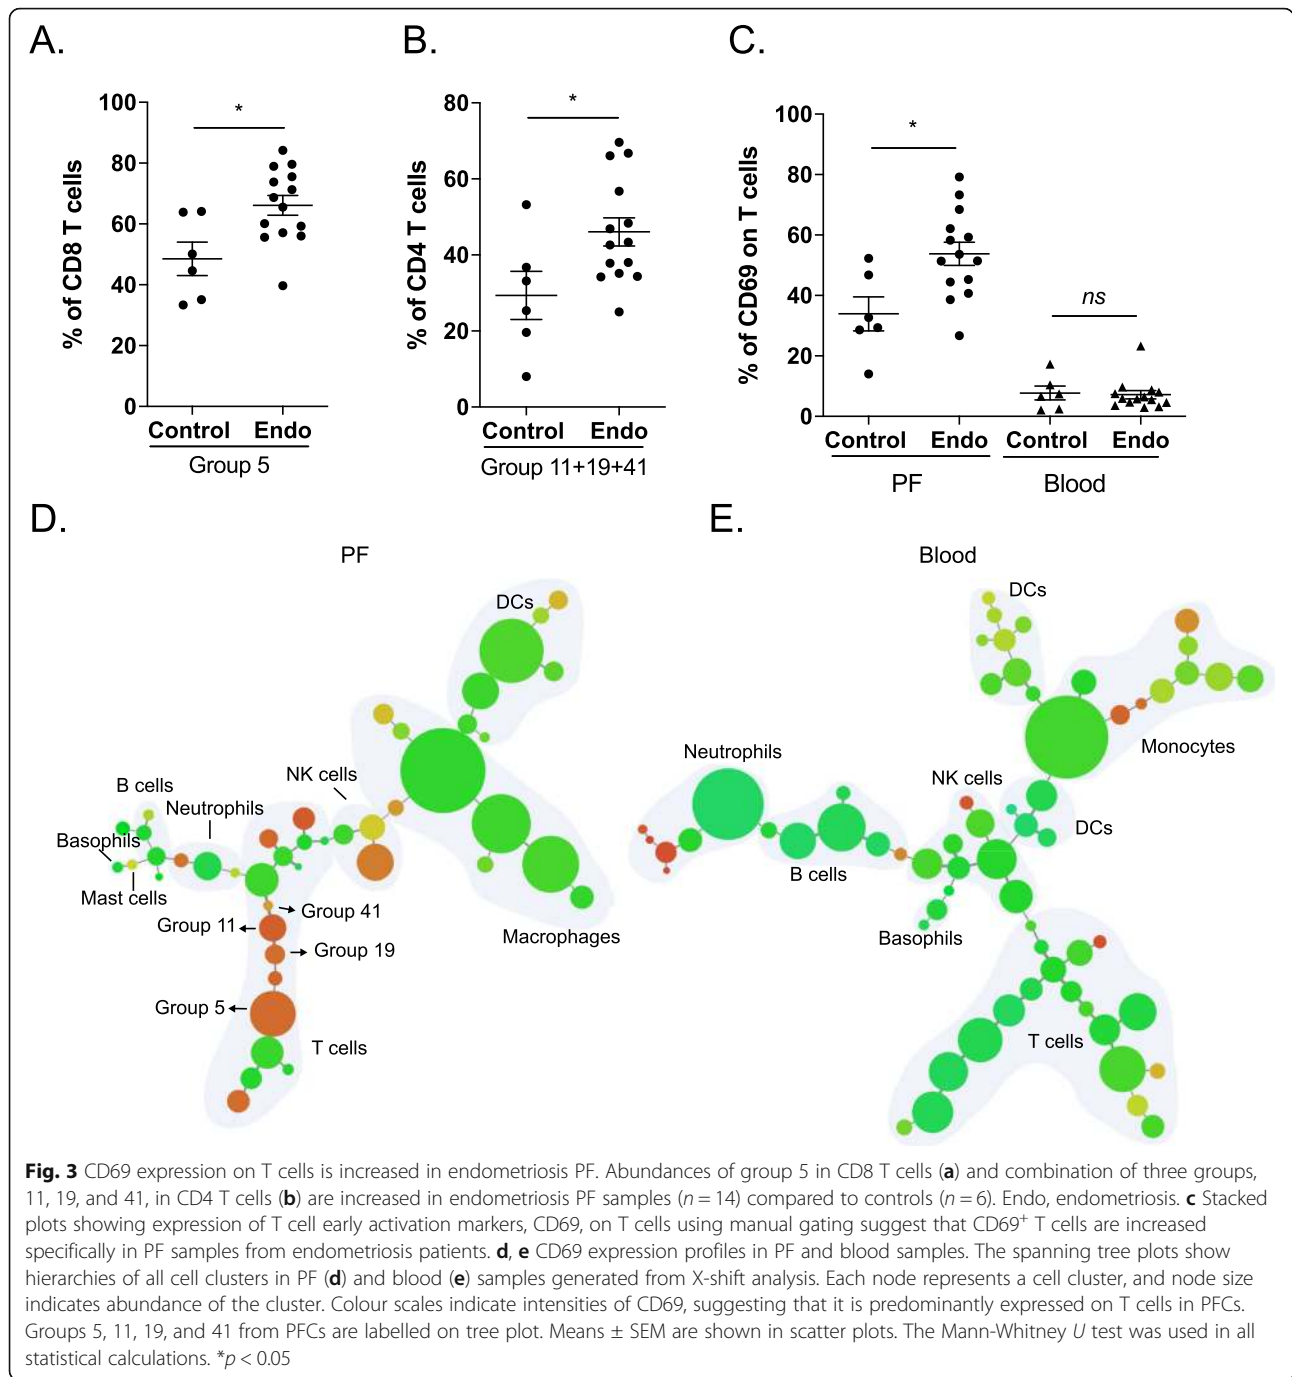 A.
B.
C.
% of CD8 T cells
100
80
60
40
20
0
*
Control Endo
Group 5
% of CD4 T cells
80
60
40
20
0
*
Control Endo
Group 11+19+41
% of CD69 on T cells
100
80
60
40
20
0
*
ns
Control Endo Control Endo
PF Blood
D.
E.
PF
DCs
NK cells
B cells
Neutrophils
Basophils
Mast cells
Group 41
Group 11
Group 19
Group 5
T cells
Macrophages
Blood
DCs
Monocytes
Neutrophils
NK cells
DCs
B cells
Basophils
T cells
Fig. 3 CD69 expression on T cells is increased in endometriosis PF. Abundances of group 5 in CD8 T cells (a) and combination of three groups,
11, 19, and 41, in CD4 T cells (b) are increased in endometriosis PF samples (n = 14) compared to controls (n = 6). Endo, endometriosis. c Stacked
plots showing expression of T cell early activation markers, CD69, on T cells using manual gating suggest that CD69⁺ T cells are increased
specifically in PF samples from endometriosis patients. d, e CD69 expression profiles in PF and blood samples. The spanning tree plots show
hierarchies of all cell clusters in PF (d) and blood (e) samples generated from X-shift analysis. Each node represents a cell cluster, and node size
indicates abundance of the cluster. Colour scales indicate intensities of CD69, suggesting that it is predominantly expressed on T cells in PFCs.
Groups 5, 11, 19, and 41 from PFCs are labelled on tree plot. Means ± SEM are shown in scatter plots. The Mann-Whitney U test was used in all
statistical calculations. *p < 0.05